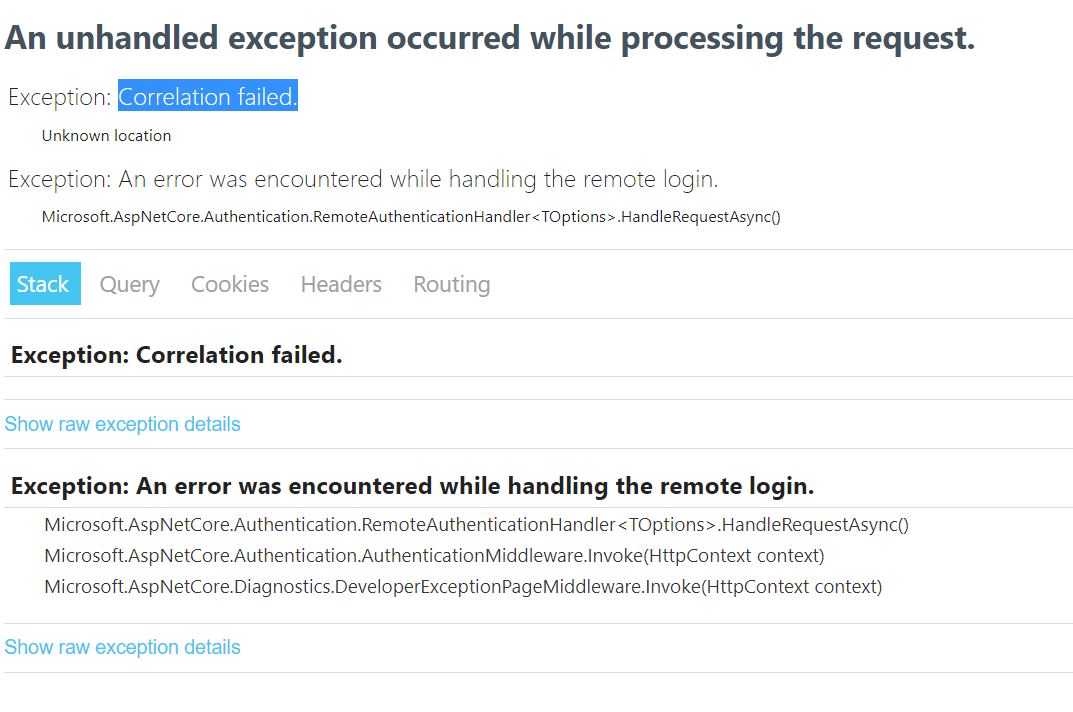 An unhandled exception occurred while processing the request.
Exception: Correlation failed.
Unknown location
Exception: An error was encountered while handling the remote login.
Microsoft.AspNetCore.Authentication.RemoteAuthenticationHandler<TOptions>.HandleRequestAsync()
Stack Query Cookies Headers Routing
Exception: Correlation failed.
Show raw exception details
Exception: An error was encountered while handling the remote login.
Microsoft.AspNetCore.Authentication.RemoteAuthenticationHandler<TOptions>.HandleRequestAsync()
Microsoft.AspNetCore.Authentication.AuthenticationMiddleware.Invoke(HttpContext context)
Microsoft.AspNetCore.Diagnostics.DeveloperExceptionPageMiddleware.Invoke(HttpContext context)
Show raw exception details